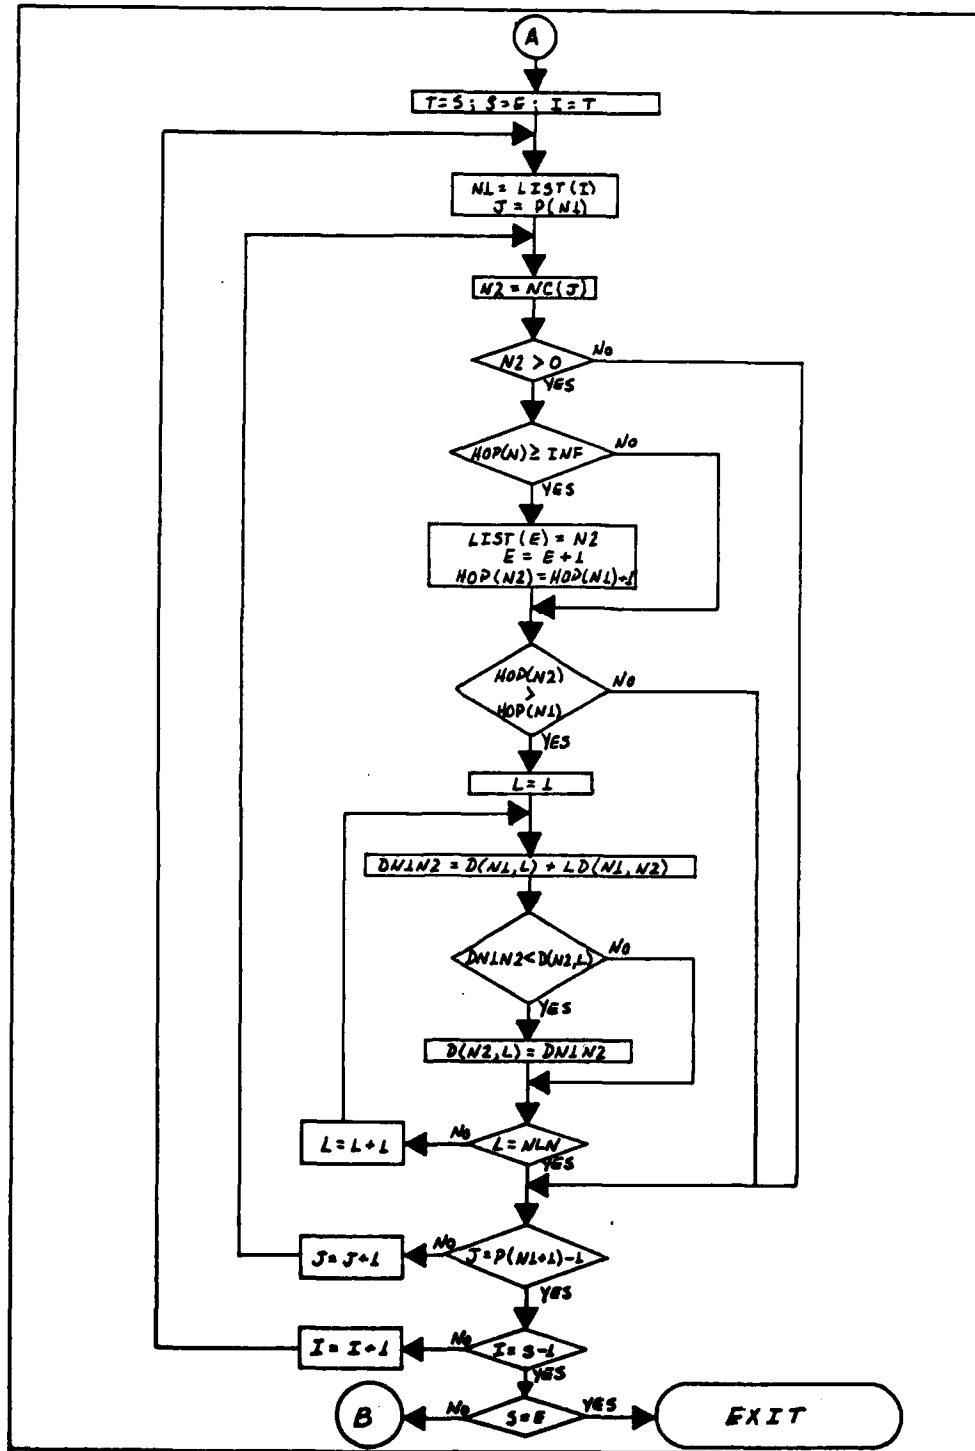 A
T=S; S=E; I=T
N1=LIST(I)
J = P(N1)
N2=NC(J)
N2 > 0
NO
YES
HOP(N)≥ INF
NO
YES
LIST(E)=N2
E = E+1
HOP(N2)=HOP(N1)+1
HOP(N2)
>
HOP(N1)
NO
YES
L=1
DN1N2 = D(N1,L) + LD(N1,N2)
DN1N2<D(N2,L)
NO
YES
D(N2,L)=DN1N2
L=L+1
NO
L=NLN
YES
J=J+1
NO
J=P(N1+1)-1
YES
I=I+1
NO
I=S-1
YES
B
NO
S=E
YES
EXIT